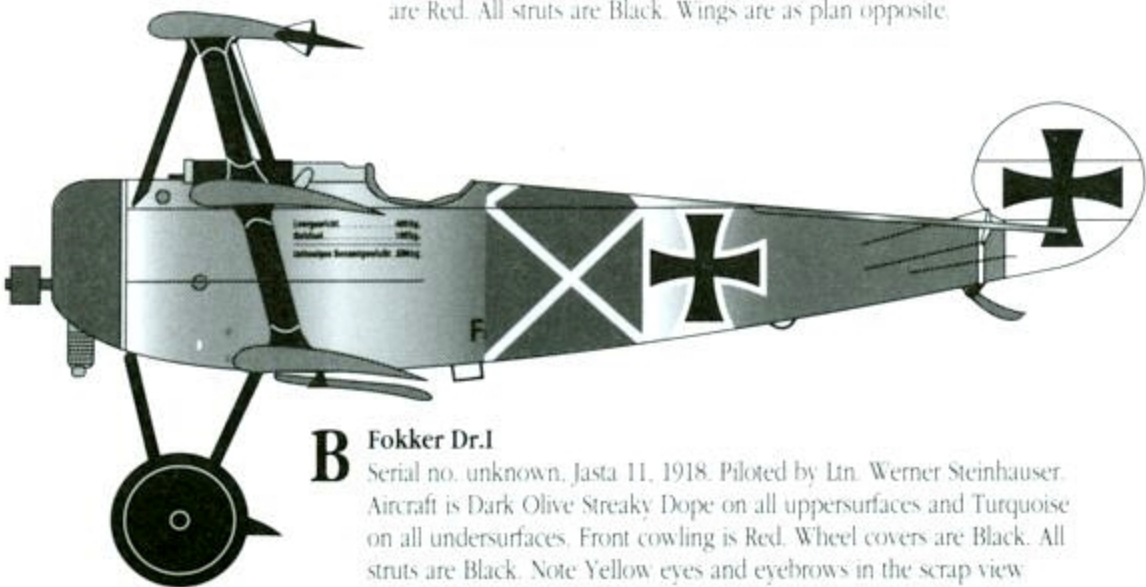 are Red. All struts are Black. Wings are as plan opposite.
F
B Fokker Dr.I
Serial no. unknown. Jasta 11, 1918. Piloted by Ltn. Werner Steinhauser.
Aircraft is Dark Olive Streaky Dope on all uppersurfaces and Turquoise
on all undersurfaces. Front cowling is Red. Wheel covers are Black. All
struts are Black. Note Yellow eyes and eyebrows in the scrap view